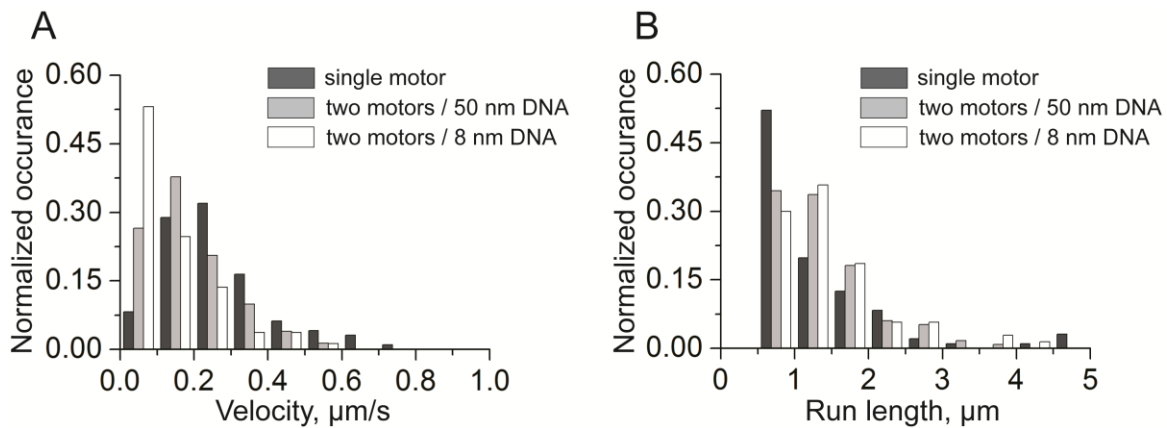 A
Normalized occurance
0.60
0.45
0.30
0.15
0.00
single motor
two motors / 50 nm DNA
two motors / 8 nm DNA
0.0 0.2 0.4 0.6 0.8 1.0
Velocity, μm/s
B
Normalized occurance
0.60
0.45
0.30
0.15
0.00
single motor
two motors / 50 nm DNA
two motors / 8 nm DNA
0 1 2 3 4 5
Run length, μm